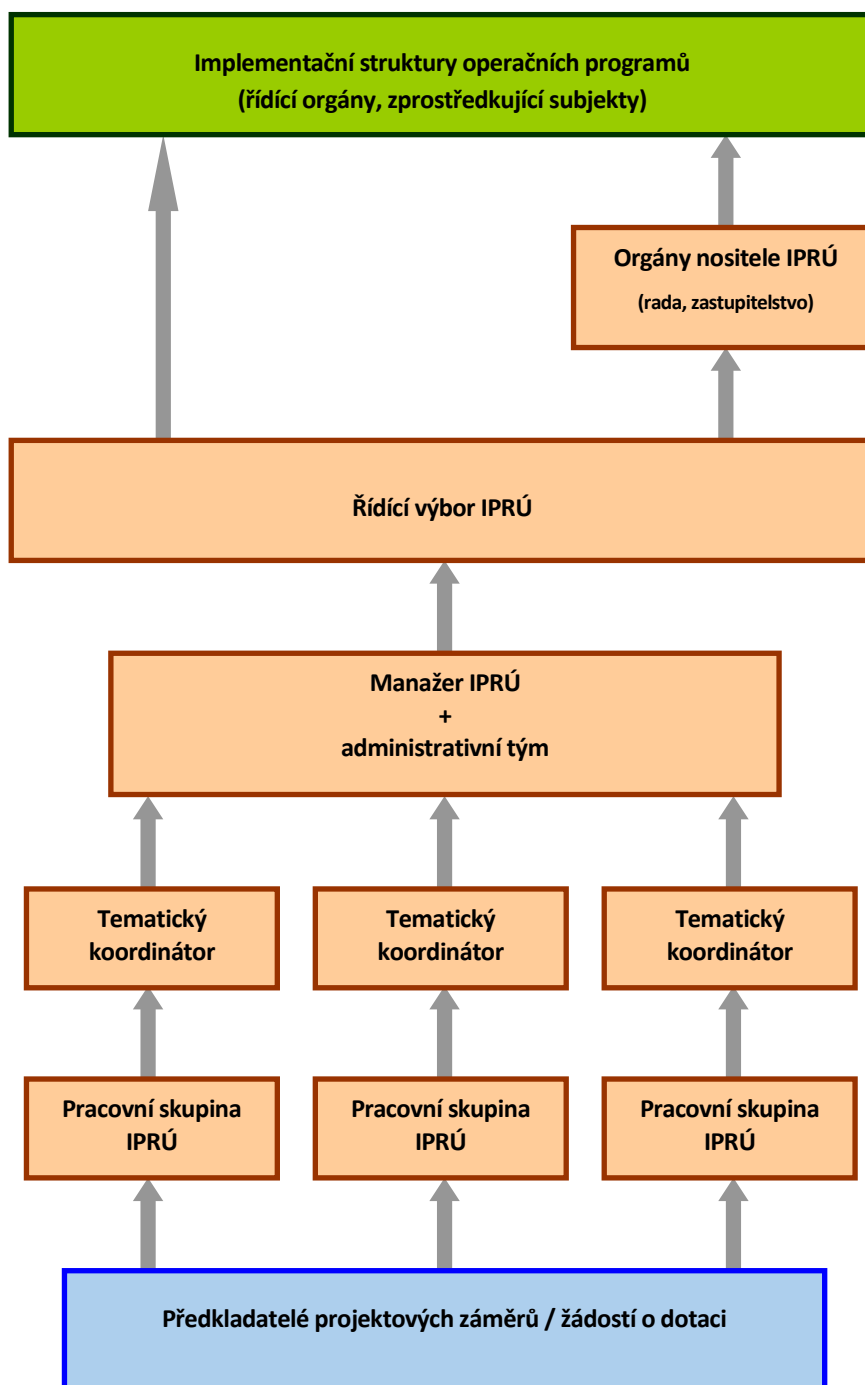 Implementační struktury operačních programů
(řídící orgány, zprostředkující subjekty)
Orgány nositele IPRÚ
(rada, zastupitelstvo)
Řídící výbor IPRÚ
Manažer IPRÚ
+
administrativní tým
Tematický
koordinátor
Tematický
koordinátor
Tematický
koordinátor
Pracovní skupina
IPRÚ
Pracovní skupina
IPRÚ
Pracovní skupina
IPRÚ
Předkladatelé projektových záměrů / žádostí o dotaci